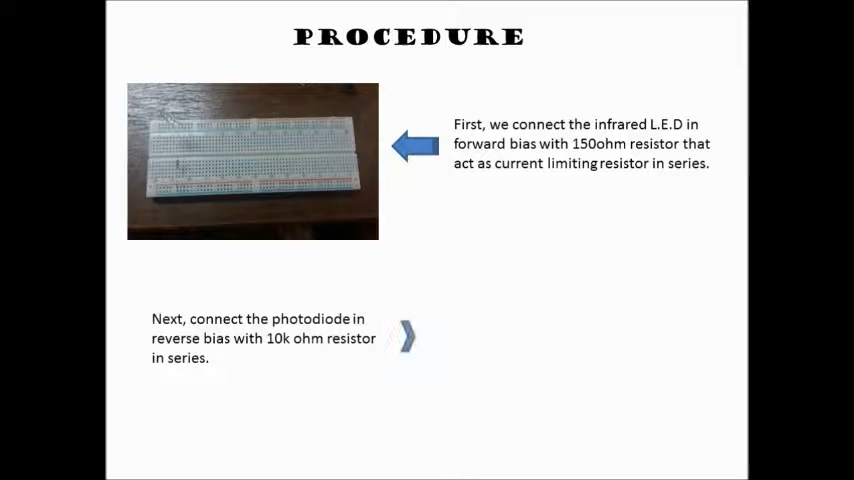 PROCEDURE
First, we connect the infrared L.E.D in
forward bias with 150ohm resistor that
act as current limiting resistor in series.
Next, connect the photodiode in
reverse bias with 10k ohm resistor
in series.